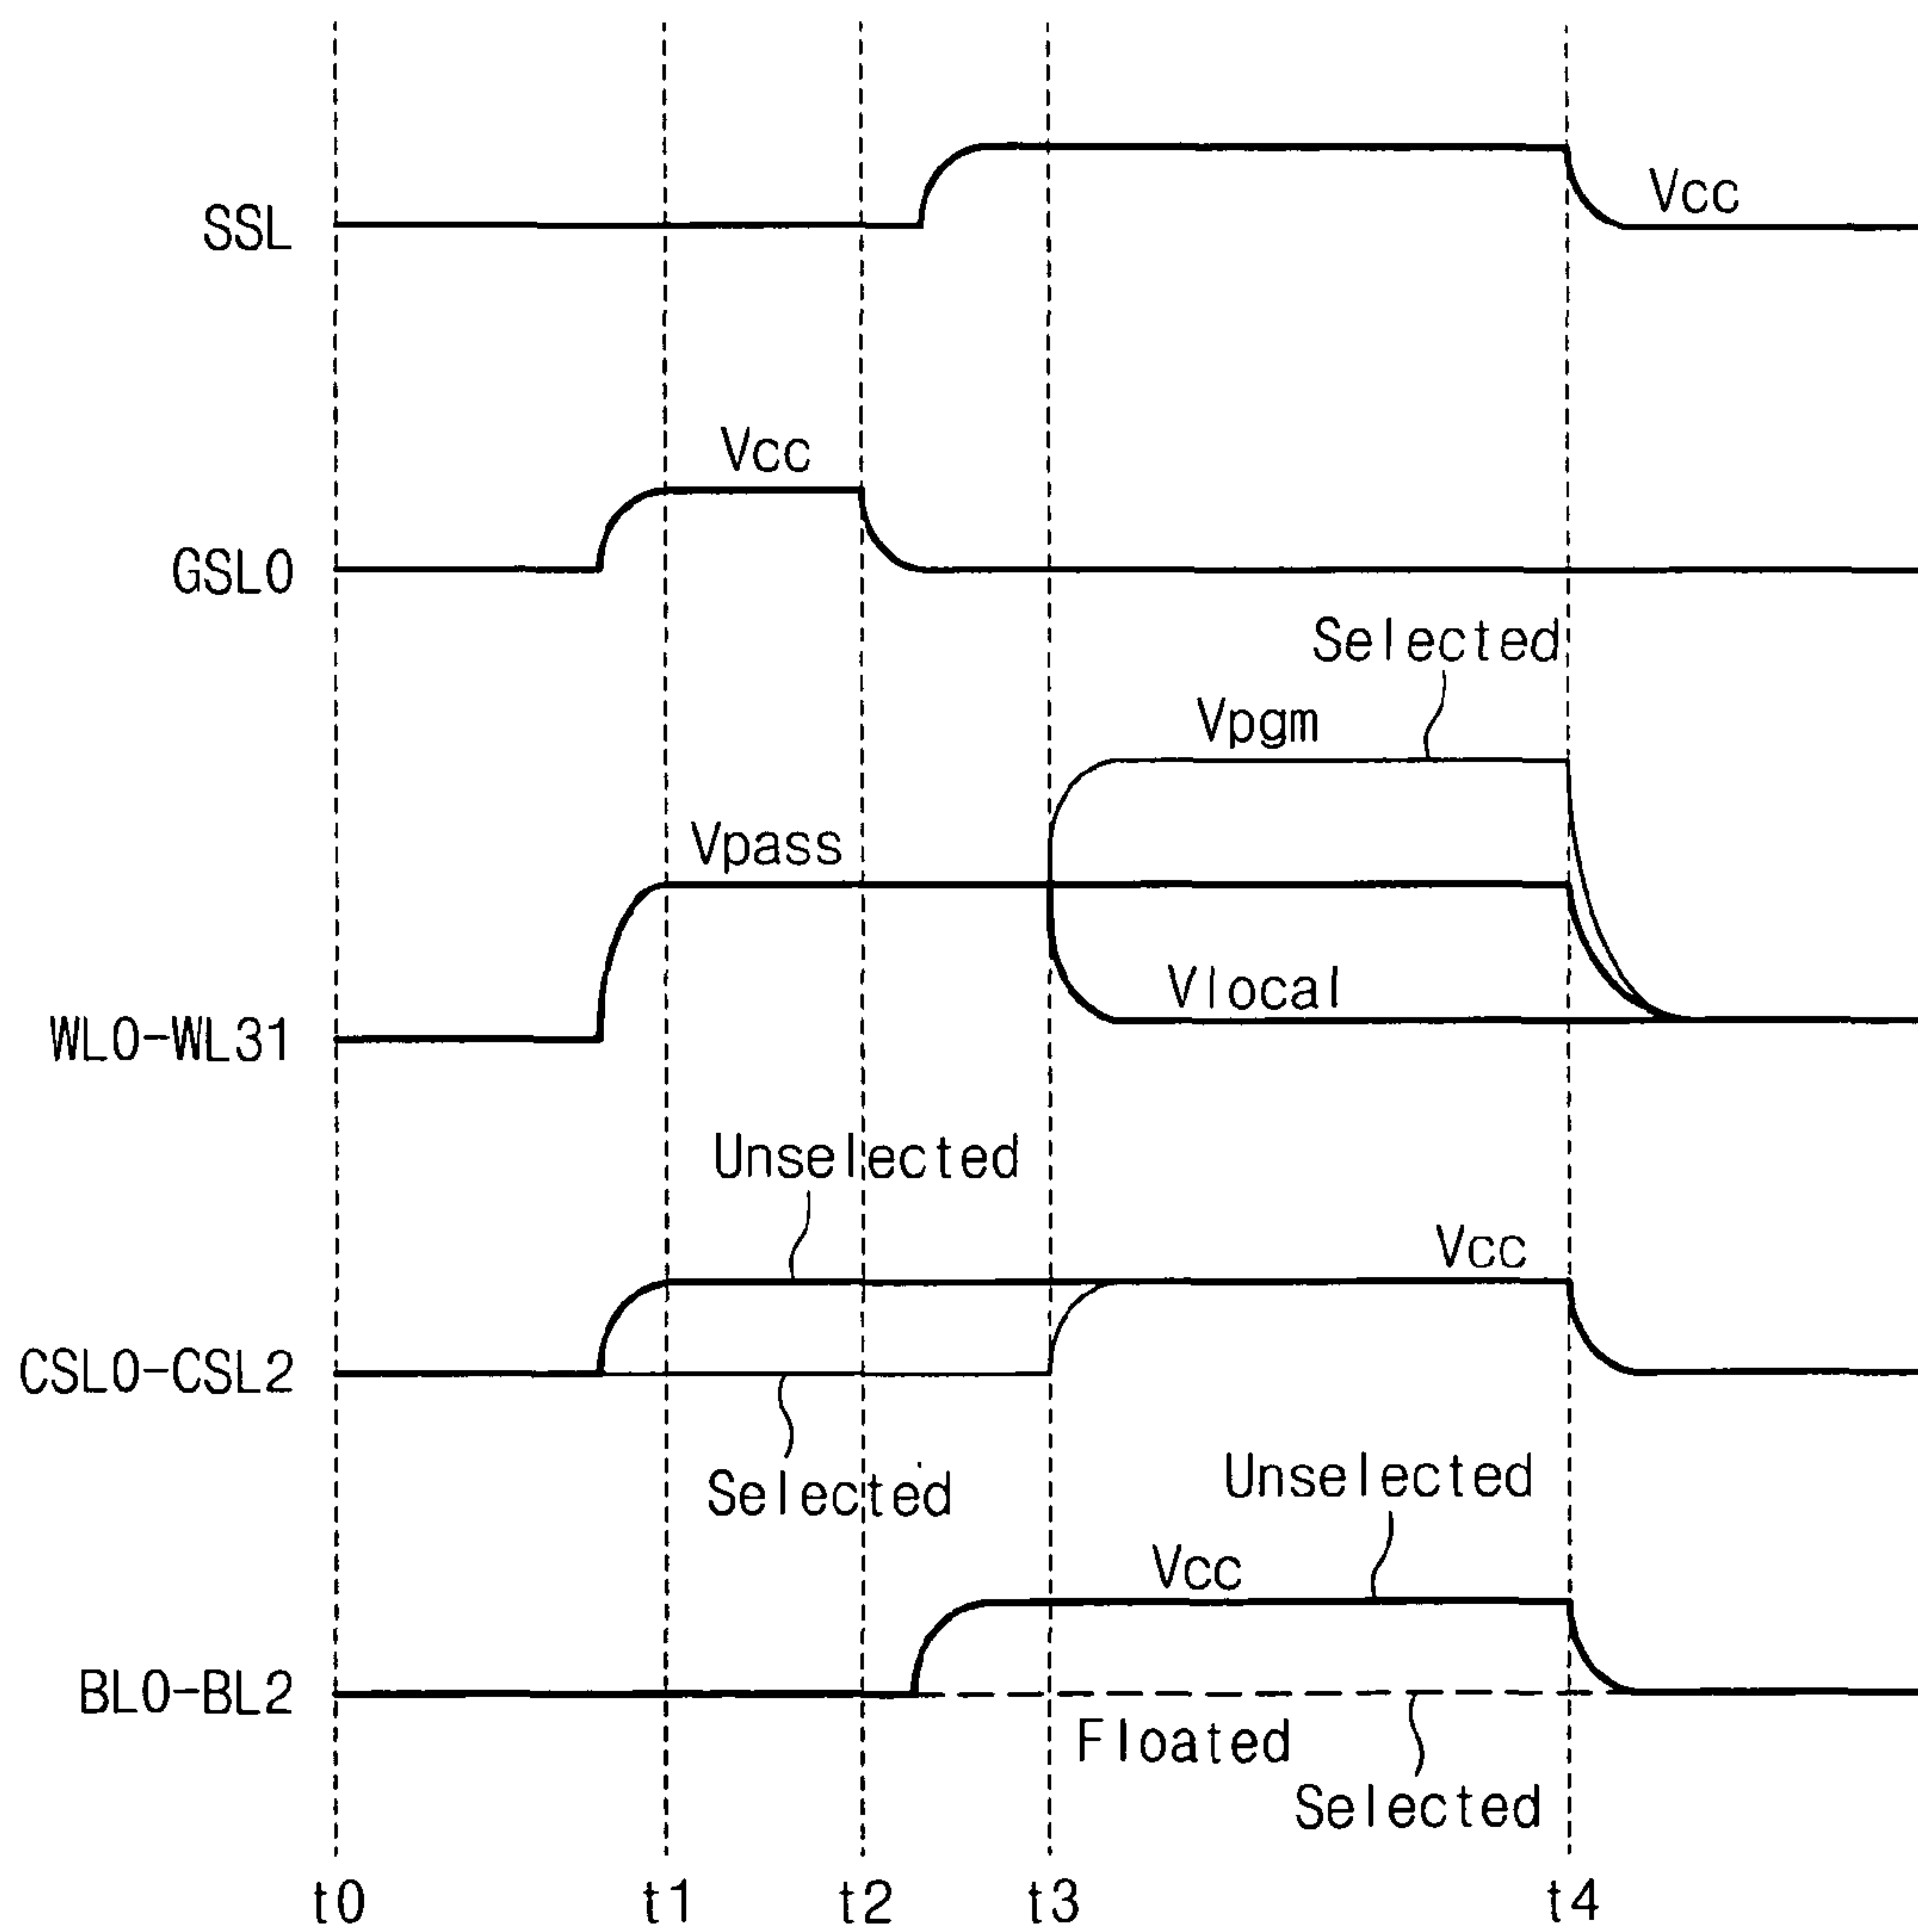 SSL
Vcc
Vcc
GSL0
Selected
Vpgm
Vpass
Vlocal
WL0-WL31
Unselected
Vcc
CSL0-CSL2
Selected
Unselected
Vcc
BL0-BL2
Floated
Selected
t0 t1 t2 t3 t4